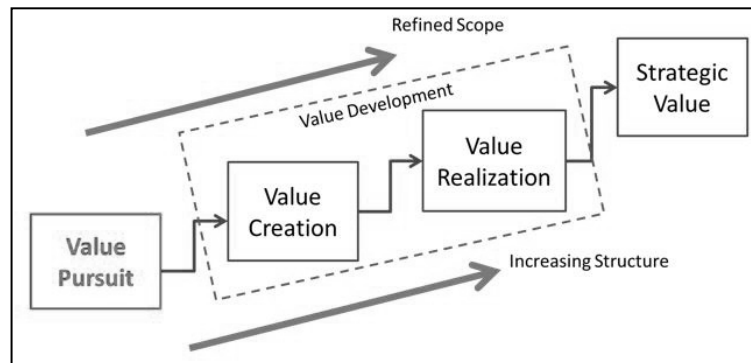 Refined Scope
Strategic
Value
Value Development
Value
Realization
Value
Creation
Value
Pursuit
Increasing Structure